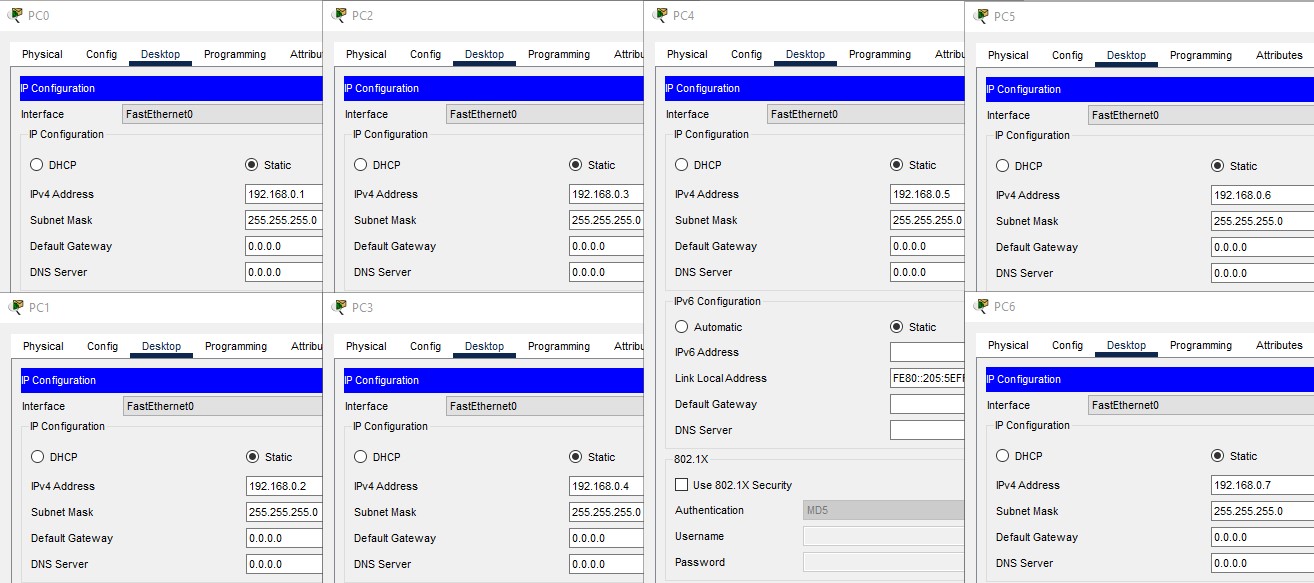 PC0
Physical Config Desktop Programming Attribu
IP Configuration
Interface FastEthernet0
IP Configuration
DHCP Static
IPv4 Address 192.168.0.1
Subnet Mask 255.255.255.0
Default Gateway 0.0.0.0
DNS Server 0.0.0.0
PC1
Physical Config Desktop Programming Attribu
IP Configuration
Interface FastEthernet0
IP Configuration
DHCP Static
IPv4 Address 192.168.0.2
Subnet Mask 255.255.255.0
Default Gateway 0.0.0.0
DNS Server 0.0.0.0
PC2
Physical Config Desktop Programming Attribu
IP Configuration
Interface FastEthernet0
IP Configuration
DHCP Static
IPv4 Address 192.168.0.3
Subnet Mask 255.255.255.0
Default Gateway 0.0.0.0
DNS Server 0.0.0.0
PC3
Physical Config Desktop Programming Attribu
IP Configuration
Interface FastEthernet0
IP Configuration
DHCP Static
IPv4 Address 192.168.0.4
Subnet Mask 255.255.255.0
Default Gateway 0.0.0.0
DNS Server 0.0.0.0
PC4
Physical Config Desktop Programming Attribu
IP Configuration
Interface FastEthernet0
IP Configuration
DHCP Static
IPv4 Address 192.168.0.5
Subnet Mask 255.255.255.0
Default Gateway 0.0.0.0
DNS Server 0.0.0.0
IPv6 Configuration
Automatic Static
IPv6 Address
Link Local Address FE80::205:5EFF
Default Gateway
DNS Server
802.1X
Use 802.1X Security
Authentication MD5
Username
Password
PC5
Physical Config Desktop Programming Attributes
IP Configuration
Interface FastEthernet0
IP Configuration
DHCP Static
IPv4 Address 192.168.0.6
Subnet Mask 255.255.255.0
Default Gateway 0.0.0.0
DNS Server 0.0.0.0
PC6
Physical Config Desktop Programming Attributes
IP Configuration
Interface FastEthernet0
IP Configuration
DHCP Static
IPv4 Address 192.168.0.7
Subnet Mask 255.255.255.0
Default Gateway 0.0.0.0
DNS Server 0.0.0.0